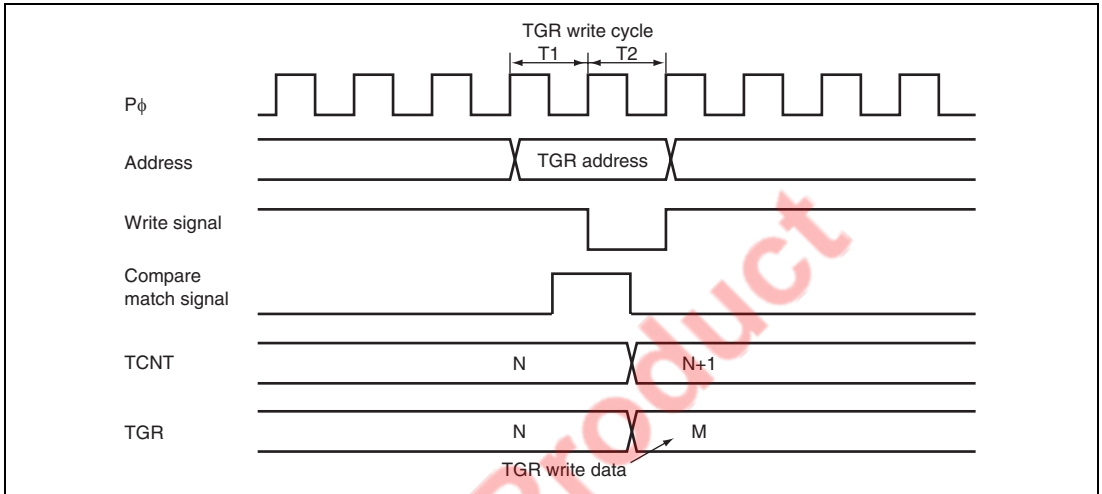 TGR write cycle
T1 T2
Pϕ
Address
TGR address
Write signal
Compare
match signal
TCNT
N
N+1
TGR
N
M
TGR write data
Product